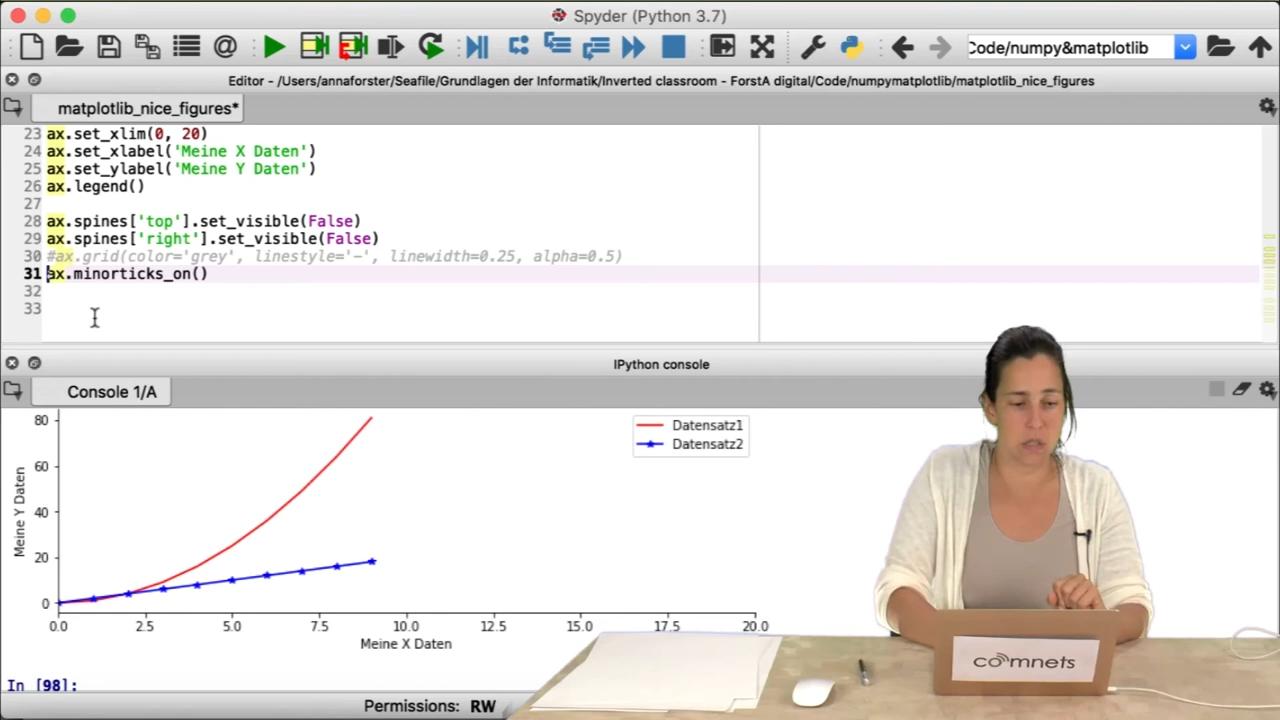 Spyder (Python 3.7)
Code/numpy&matplotlib
Editor - /Users/annaforster/Seafile/Grundlagen der Informatik/Inverted classroom - ForstA digital/Code/numpymatplotlib/matplotlib_nice_figures
matplotlib_nice_figures*
23 ax.set_xlim(0, 20)
24 ax.set_xlabel('Meine X Daten')
25 ax.set_ylabel('Meine Y Daten')
26 ax.legend()
27
28 ax.spines['top'].set_visible(False)
29 ax.spines['right'].set_visible(False)
30 #ax.grid(color='grey', linestyle='-', linewidth=0.25, alpha=0.5)
31 ax.minorticks_on()
32
33
IPython console
Console 1/A
80
60
40
20
0
Meine Y Daten
Datensatz1
Datensatz2
0.0 2.5 5.0 7.5 10.0 12.5 15.0 17.5 20.0
Meine X Daten
In [98]:
Permissions: RW
comnets